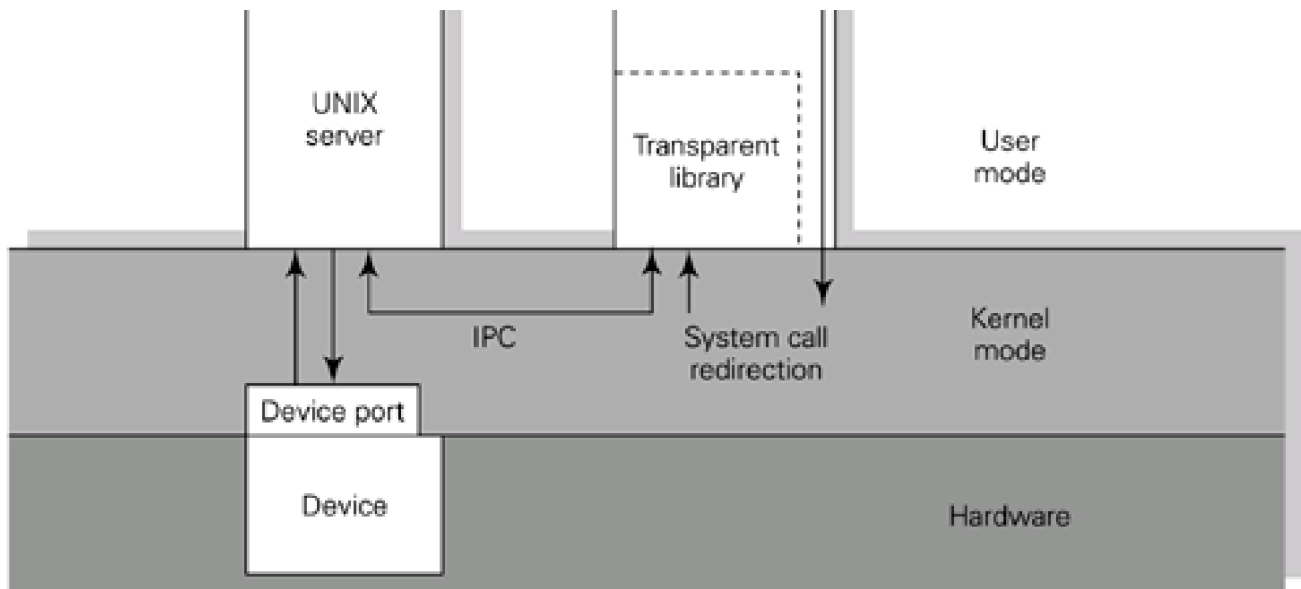 UNIX
server
Transparent
library
User
mode
IPC
System call
redirection
Kernel
mode
Device port
Device
Hardware